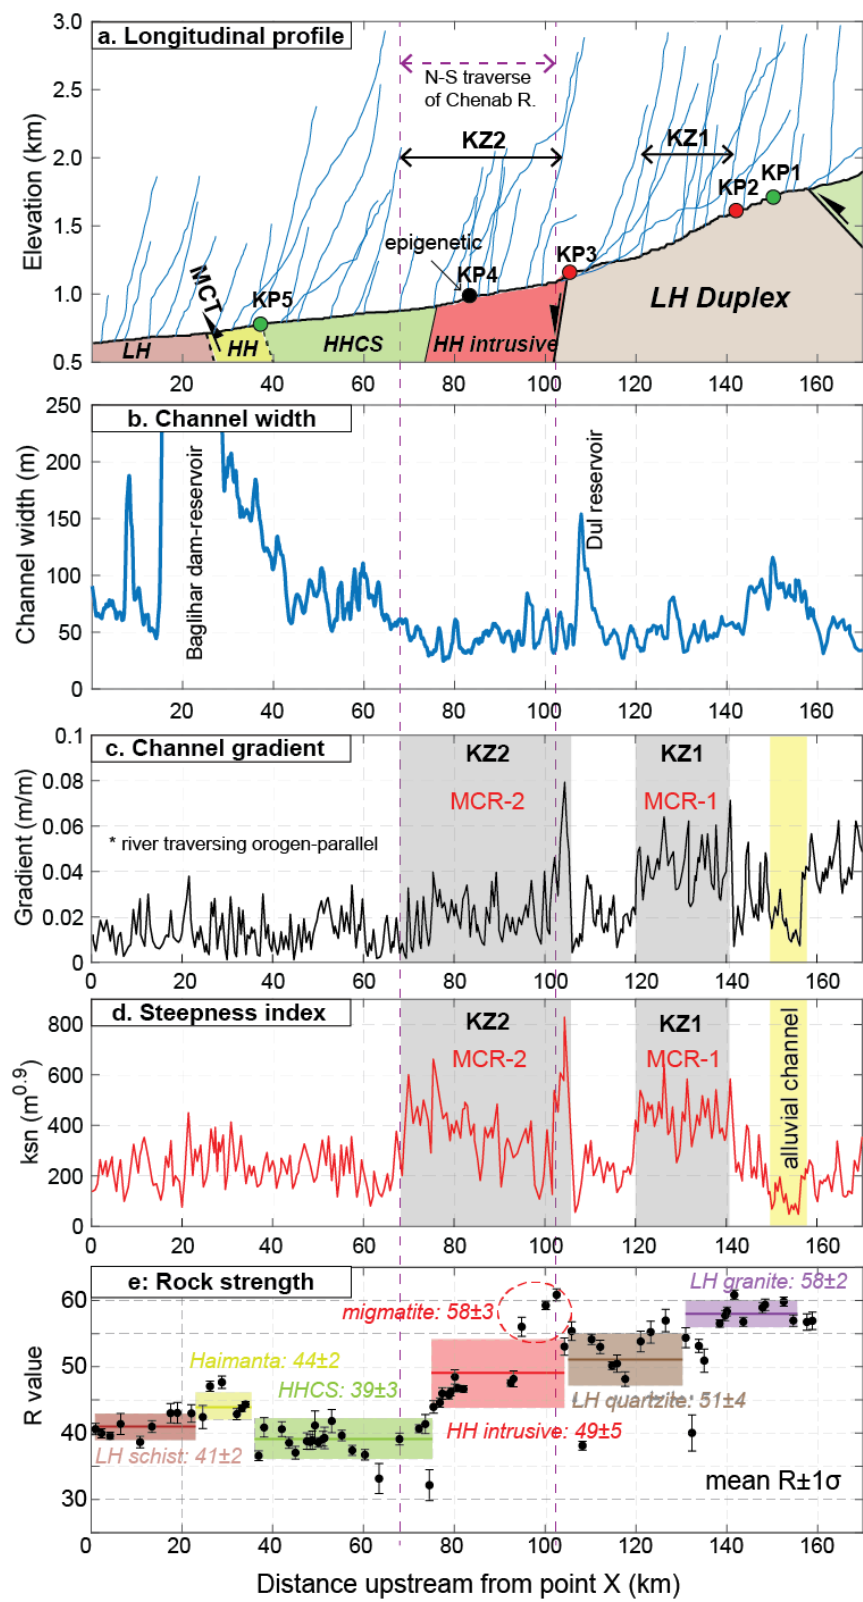 a. Longitudinal profile
3.0
2.5
2.0
1.5
1.0
0.5
Elevation (km)
N-S traverse
of Chenab R.
KZ2
KZ1
KP2
KP1
epigenetic
KP4
KP3
MCT
KP5
LH
HH
HHCS
HH intrusive
LH Duplex
20 40 60 80 100 120 140 160
b. Channel width
250
200
150
100
50
0
Channel width (m)
Baglihar dam-reservoir
Dul reservoir
20 40 60 80 100 120 140 160
c. Channel gradient
0.1
0.08
0.06
0.04
0.02
0
Gradient (m/m)
KZ2
MCR-2
KZ1
MCR-1
* river traversing orogen-parallel
0 20 40 60 80 100 120 140 160
d. Steepness index
800
600
400
200
0
ksn (m^0.9)
KZ2
MCR-2
KZ1
MCR-1
alluvial channel
0 20 40 60 80 100 120 140 160
e: Rock strength
60
50
40
30
R value
LH granite: 58±2
migmatite: 58±3
Haimanta: 44±2
HHCS: 39±3
LH quartzite: 51±4
LH schist: 41±2
HH intrusive: 49±5
mean R±1σ
0 20 40 60 80 100 120 140 160
Distance upstream from point X (km)